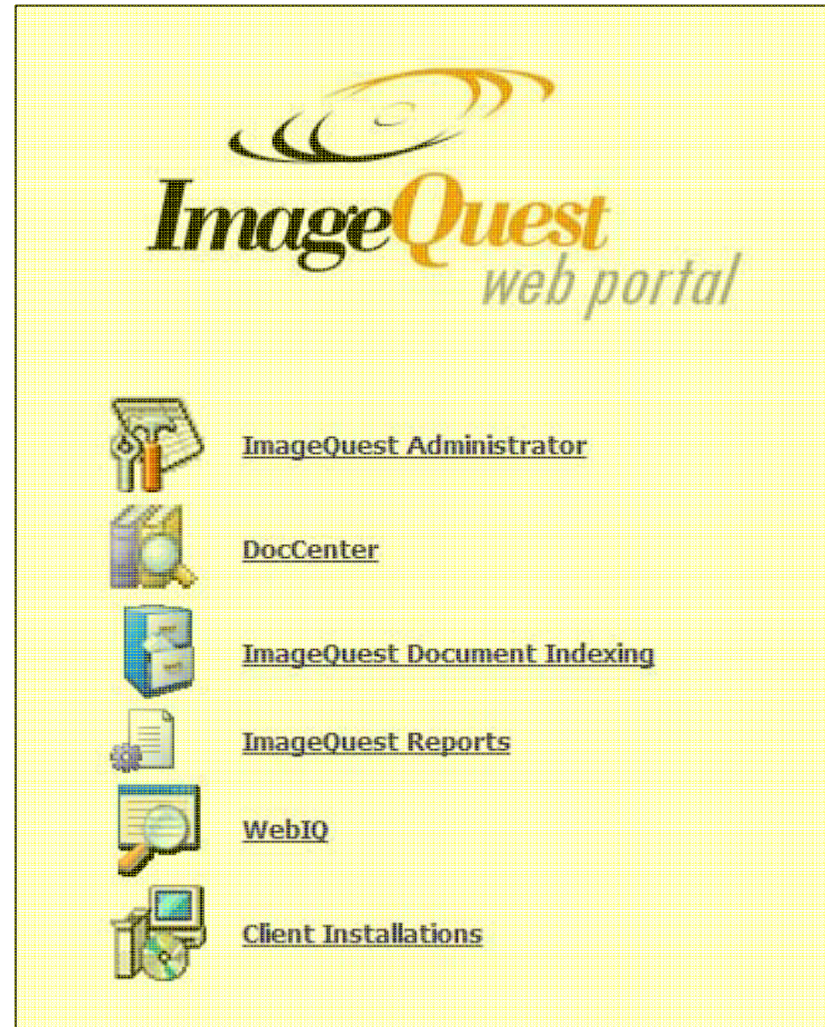 ImageQuest
web portal
ImageQuest Administrator
DocCenter
ImageQuest Document Indexing
ImageQuest Reports
WebIQ
Client Installations